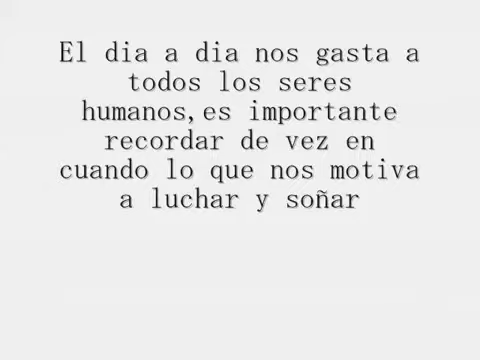 El dia a dia nos gasta a
todos los seres
humanos,es importante
recordar de vez en
cuando lo que nos motiva
a luchar y soñar